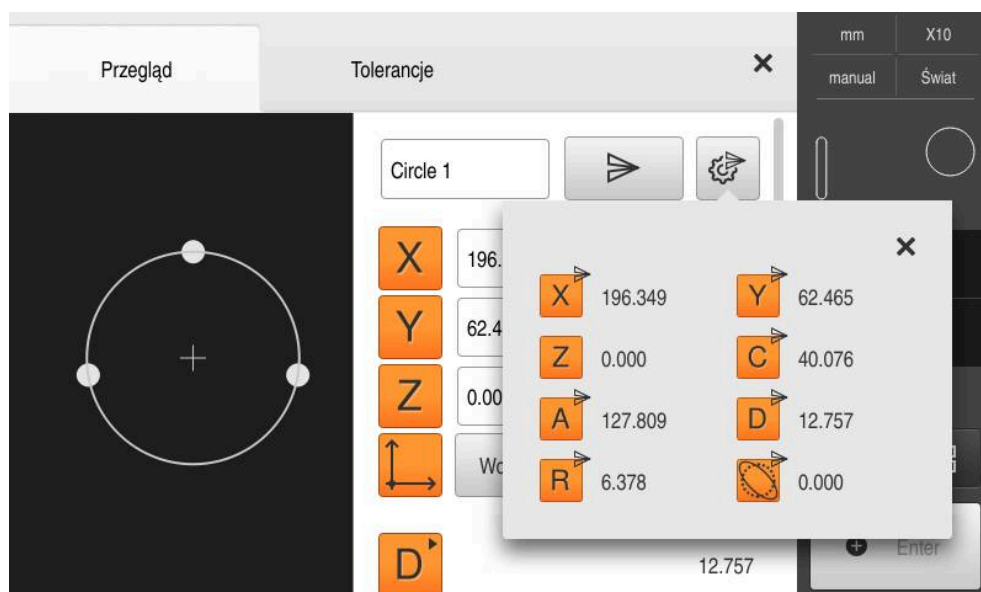 Przegląd Tolerancje ×
mm X10
manual Świat
Circle 1
X 196.
Y 62.4
Z 0.00
Wo
D 12.757
×
X 196.349 Y 62.465
Z 0.000 C 40.076
A 127.809 D 12.757
R 6.378 0.000
Enter